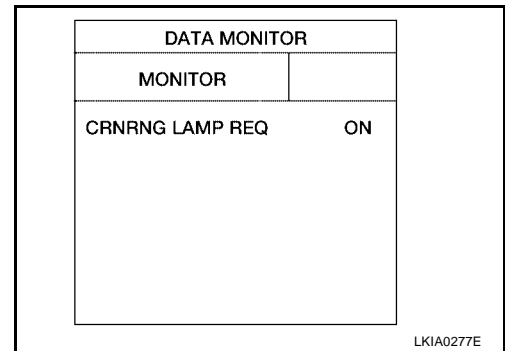 DATA MONITOR
MONITOR
CRNRNG LAMP REQ ON
LKIA0277E